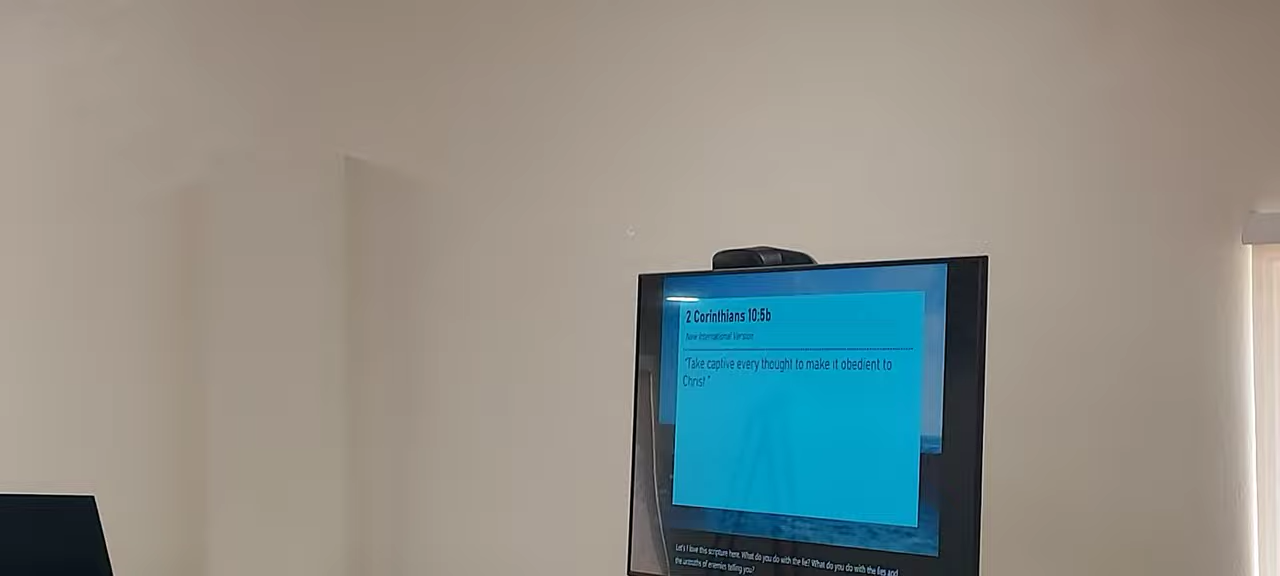 2 Corinthians 10:5b
New International Version
"Take captive every thought to make it obedient to
Christ."
Let's I love this scripture here. What do you do with the lie? What do you do with the lies and
the untruths of enemies telling you?